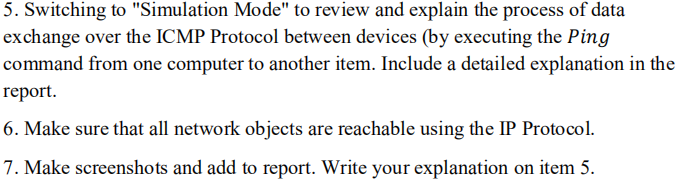 5. Switching to "Simulation Mode" to review and explain the process of data
exchange over the ICMP Protocol between devices (by executing the Ping
command from one computer to another item. Include a detailed explanation in the
report.
6. Make sure that all network objects are reachable using the IP Protocol.
7. Make screenshots and add to report. Write your explanation on item 5.